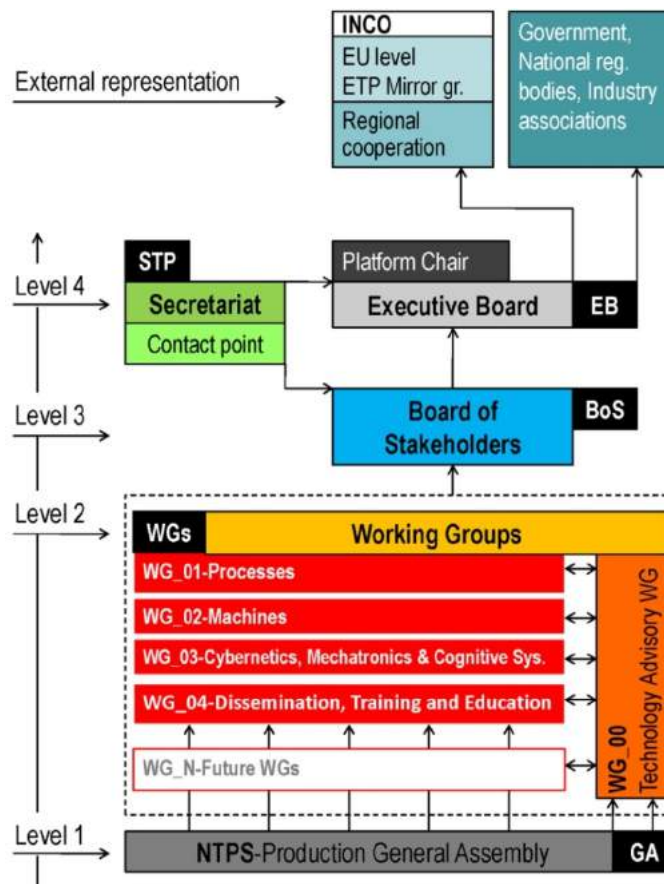 INCO
EU level
ETP Mirror gr.
Regional
cooperation
Government,
National reg.
bodies, Industry
associations
External representation
STP
Secretariat
Contact point
Platform Chair
Executive Board
EB
Level 4
Board of
Stakeholders
BoS
Level 3
Level 2
WGs
Working Groups
WG_01-Processes
WG_02-Machines
WG_03-Cybernetics, Mechatronics & Cognitive Sys.
WG_04-Dissemination, Training and Education
WG_N-Future WGs
WG_00
Technology Advisory WG
Level 1
NTPS-Production General Assembly
GA